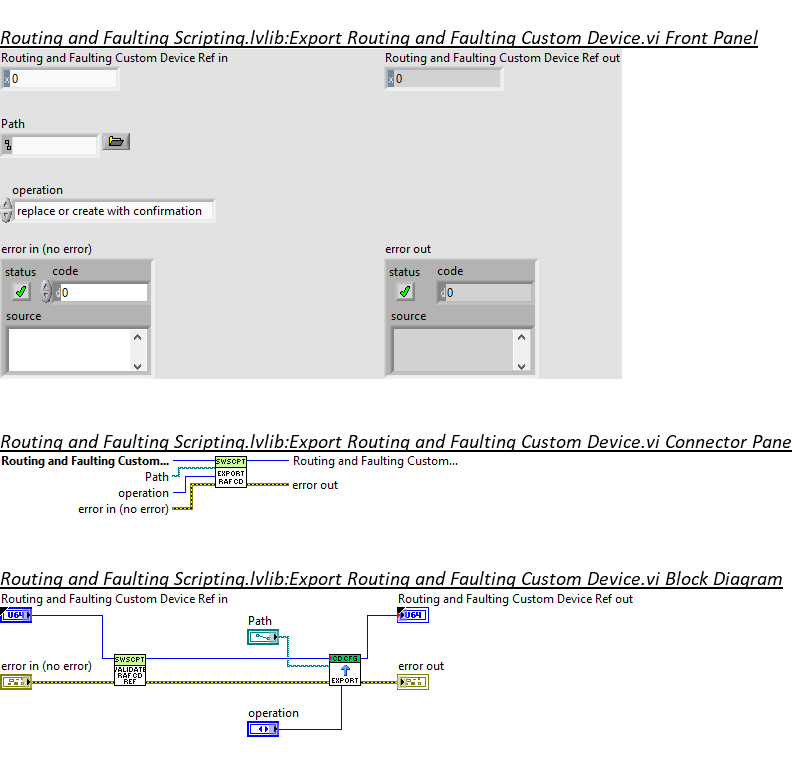 Routing and Faulting Scripting.lvlib:Export Routing and Faulting Custom Device.vi Front Panel
Routing and Faulting Custom Device Ref in
Routing and Faulting Custom Device Ref out
x 0
x 0
Path
operation
replace or create with confirmation
error in (no error)
error out
status code
status code
d 0
d 0
source
source
Routing and Faulting Scripting.lvlib:Export Routing and Faulting Custom Device.vi Connector Pane
Routing and Faulting Custom...
SWSCPT
Routing and Faulting Custom...
Path
EXPORT
RAF CD
error out
operation
error in (no error)
Routing and Faulting Scripting.lvlib:Export Routing and Faulting Custom Device.vi Block Diagram
Routing and Faulting Custom Device Ref in
Routing and Faulting Custom Device Ref out
U64
U64
Path
error in (no error)
SWSCPT
VALIDATE
RAF CD
REF
CD CFG
EXPORT
error out
operation